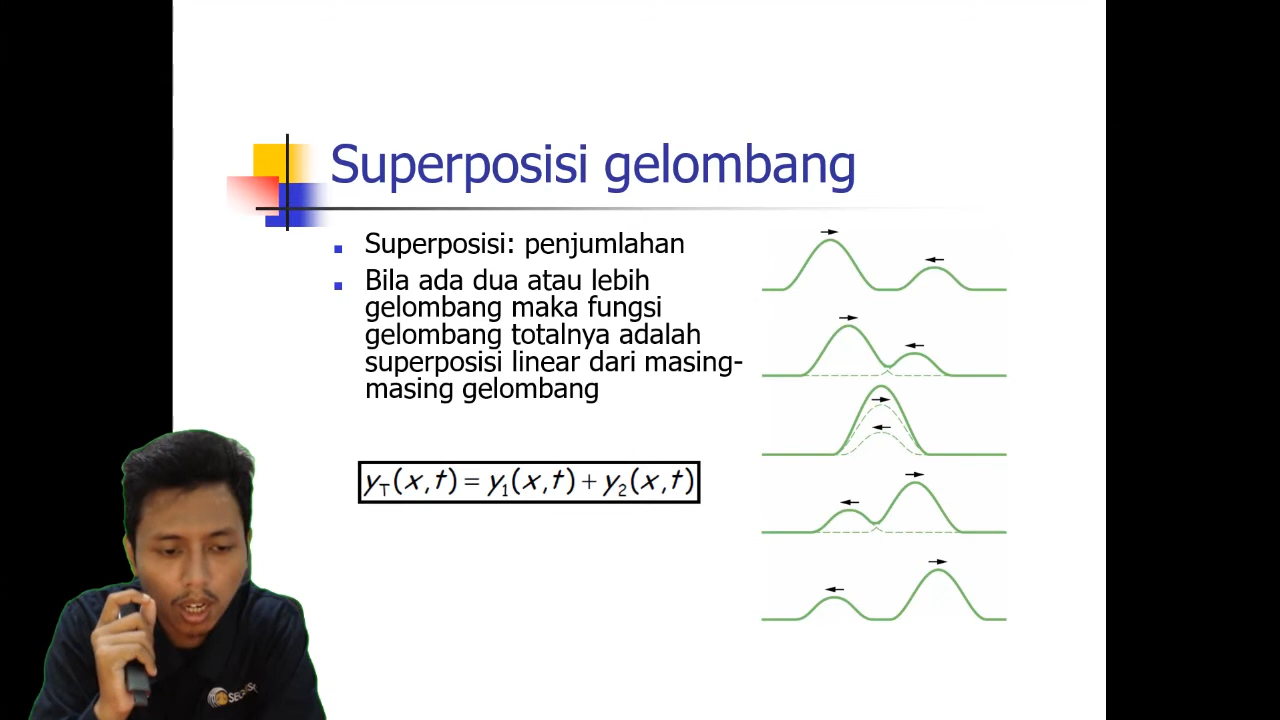 Superposisi gelombang
Superposisi: penjumlahan
Bila ada dua atau lebih
gelombang maka fungsi
gelombang totalnya adalah
superposisi linear dari masing-
masing gelombang
y_T(x,t) = y_1(x,t) + y_2(x,t)